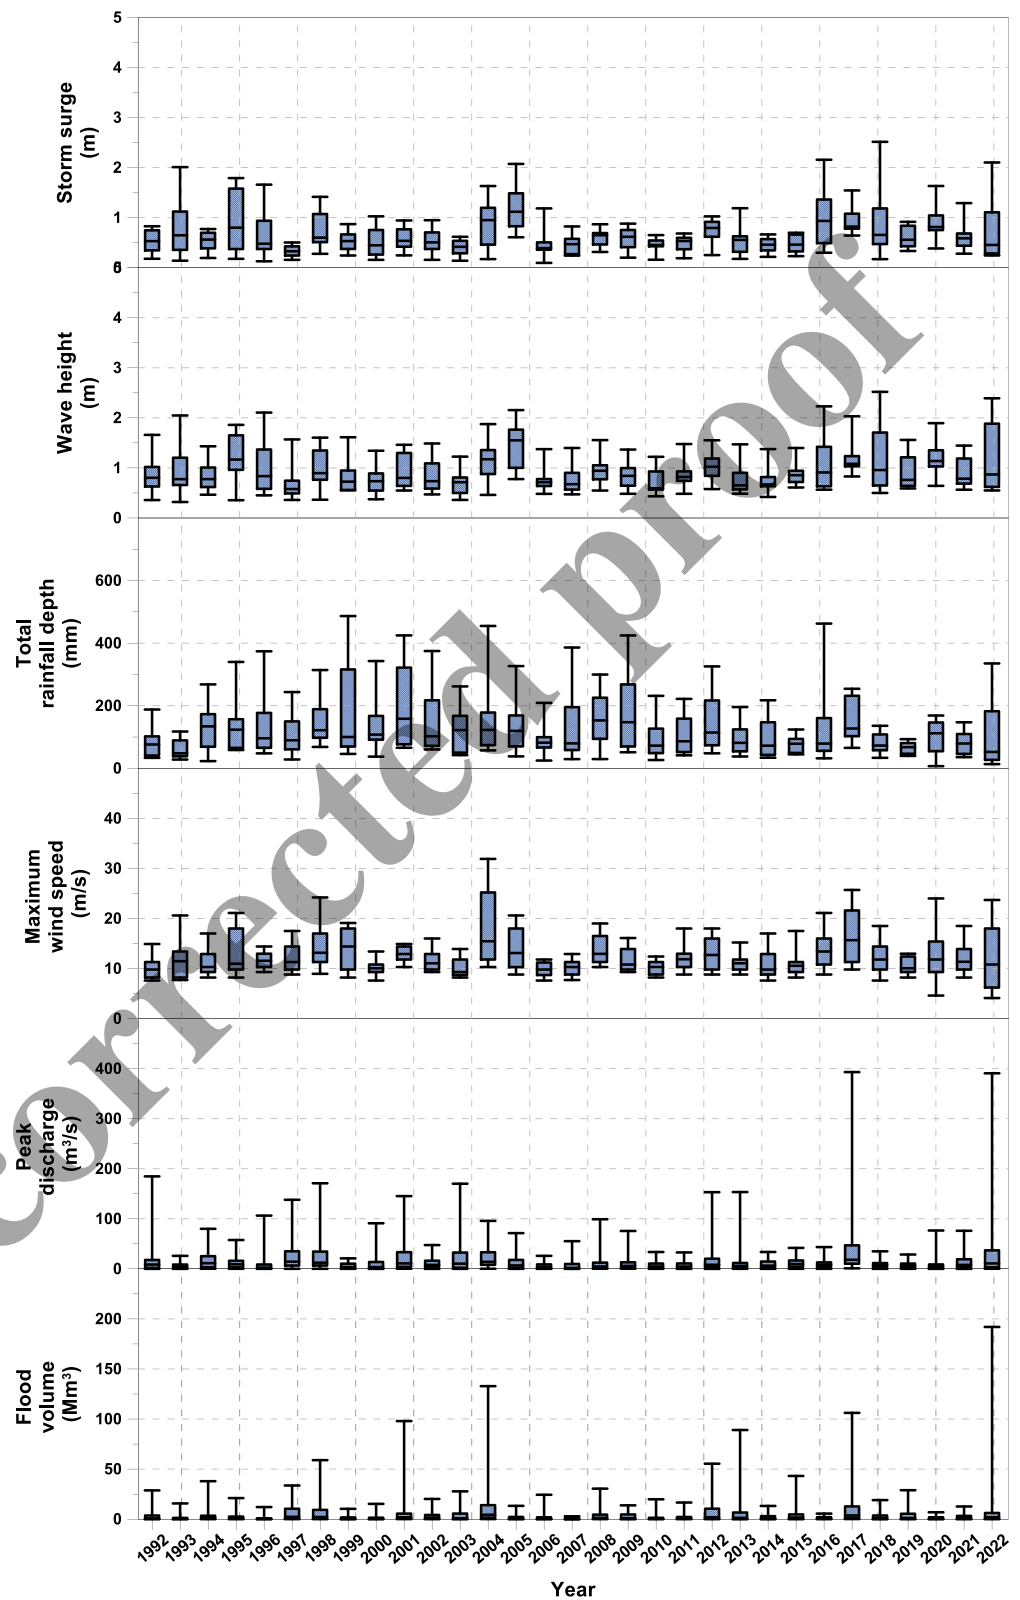 5
4
3
2
1
0
Storm surge
(m)
5
4
3
2
1
0
Wave height
(m)
600
400
200
0
Total
rainfall depth
(mm)
40
30
20
10
0
Maximum
wind speed
(m/s)
400
300
200
100
0
Peak
discharge
(m³/s)
200
150
100
50
0
Flood
volume
(Mm³)
1992 1993 1994 1995 1996 1997 1998 1999 2000 2001 2002 2003 2004 2005 2006 2007 2008 2009 2010 2011 2012 2013 2014 2015 2016 2017 2018 2019 2020 2021 2022
Year
corrected proof